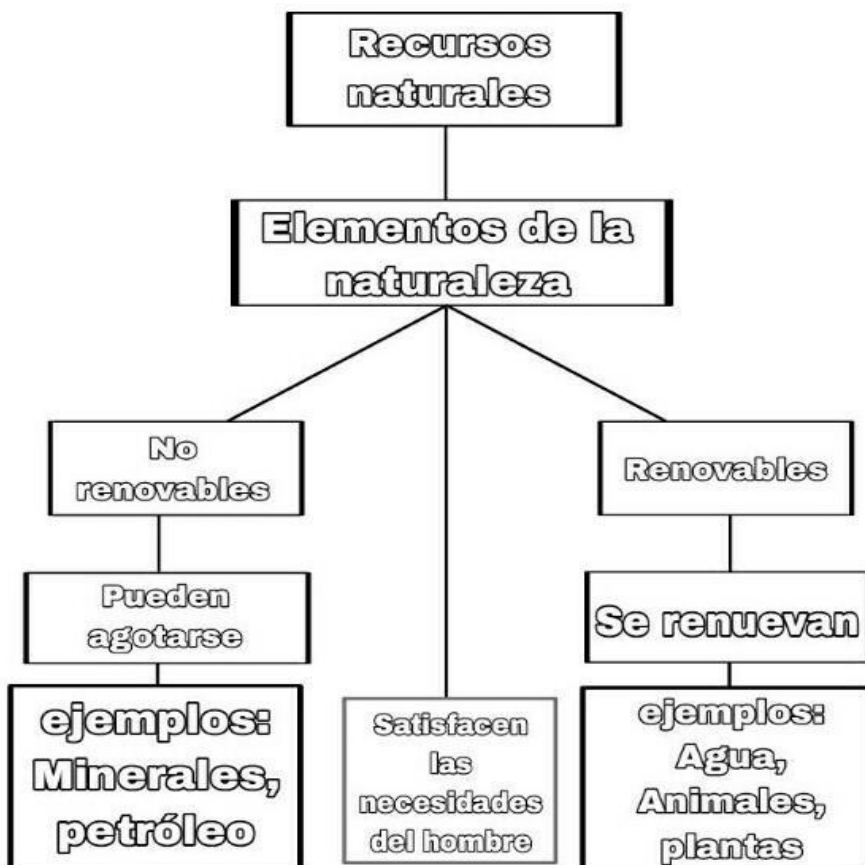 Recursos
naturales
Elementos de la
naturaleza
No
renovables
Renovables
Pueden
agotarse
Se renuevan
ejemplos:
Minerales,
petróleo
Satisfacen
las
necesidades
del hombre
ejemplos:
Agua,
Animales,
plantas